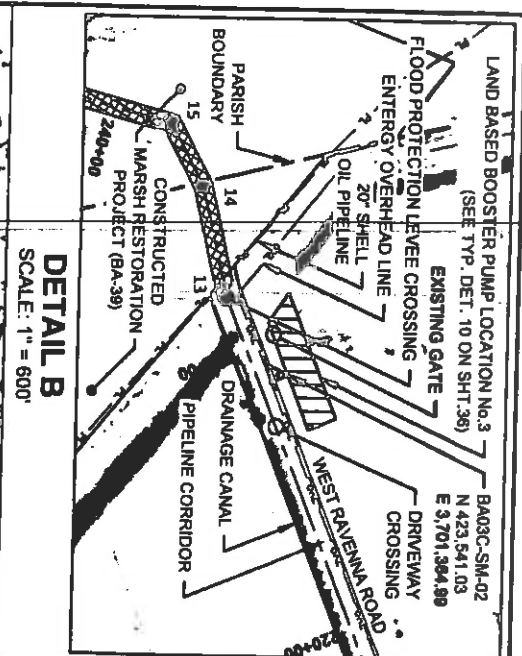 LAND BASED BOOSTER PUMP LOCATION No.3
(SEE TYP. DET. 10 ON SHT.36)
FLOOD PROTECTION LEVEE CROSSING
EXISTING GATE
ENTERGY OVERHEAD LINE
20" SHELL
OIL PIPELINE
PARISH
BOUNDARY
BA03C-SM-02
N 423,541.03
E 3,701,364.99
DRIVEWAY
CROSSING
WEST RAVENNA ROAD
15
14
13
240+00
220+00
CONSTRUCTED
MARSH RESTORATION
PROJECT (BA-39)
DRAINAGE CANAL
PIPELINE CORRIDOR
DETAIL B
SCALE: 1" = 600'